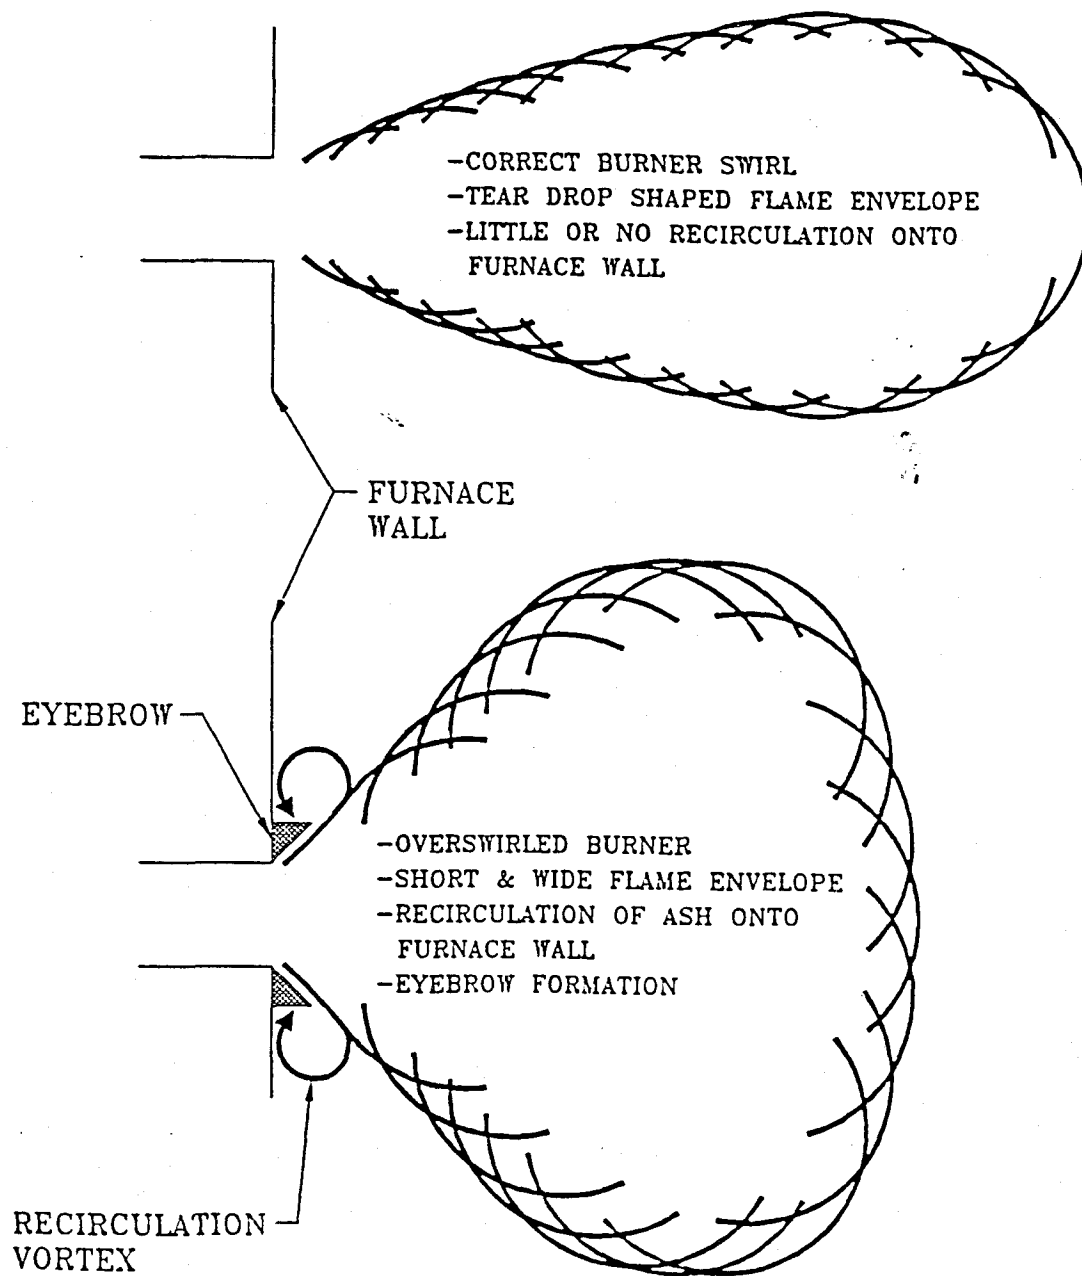 -CORRECT BURNER SWIRL
-TEAR DROP SHAPED FLAME ENVELOPE
-LITTLE OR NO RECIRCULATION ONTO
FURNACE WALL
FURNACE
WALL
EYEBROW
-OVERSWIRLED BURNER
-SHORT & WIDE FLAME ENVELOPE
-RECIRCULATION OF ASH ONTO
FURNACE WALL
-EYEBROW FORMATION
RECIRCULATION
VORTEX